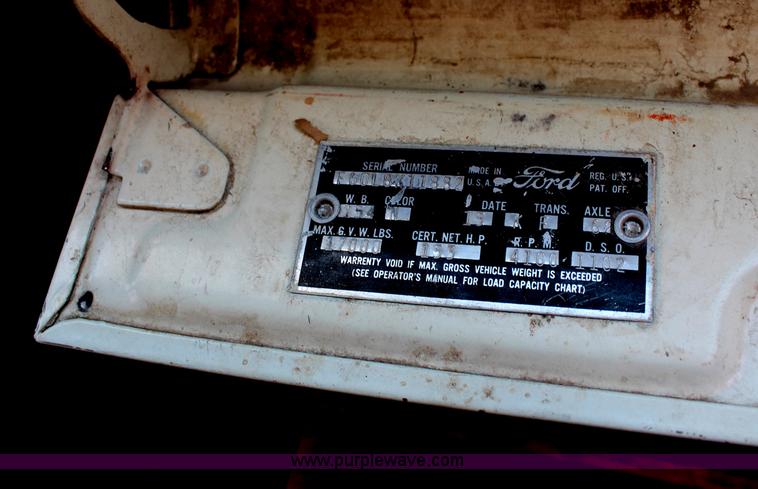 SERIAL NUMBER
MADE IN
U.S.A.
Ford
REG. U.S.
PAT. OFF.
W. B. COLOR DATE TRANS. AXLE
MAX. G. V. W. LBS. CERT. NET. H. P. R. P. M. D. S. O.
1102
WARRENTY VOID IF MAX. GROSS VEHICLE WEIGHT IS EXCEEDED
(SEE OPERATOR'S MANUAL FOR LOAD CAPACITY CHART)
www.purplewave.com